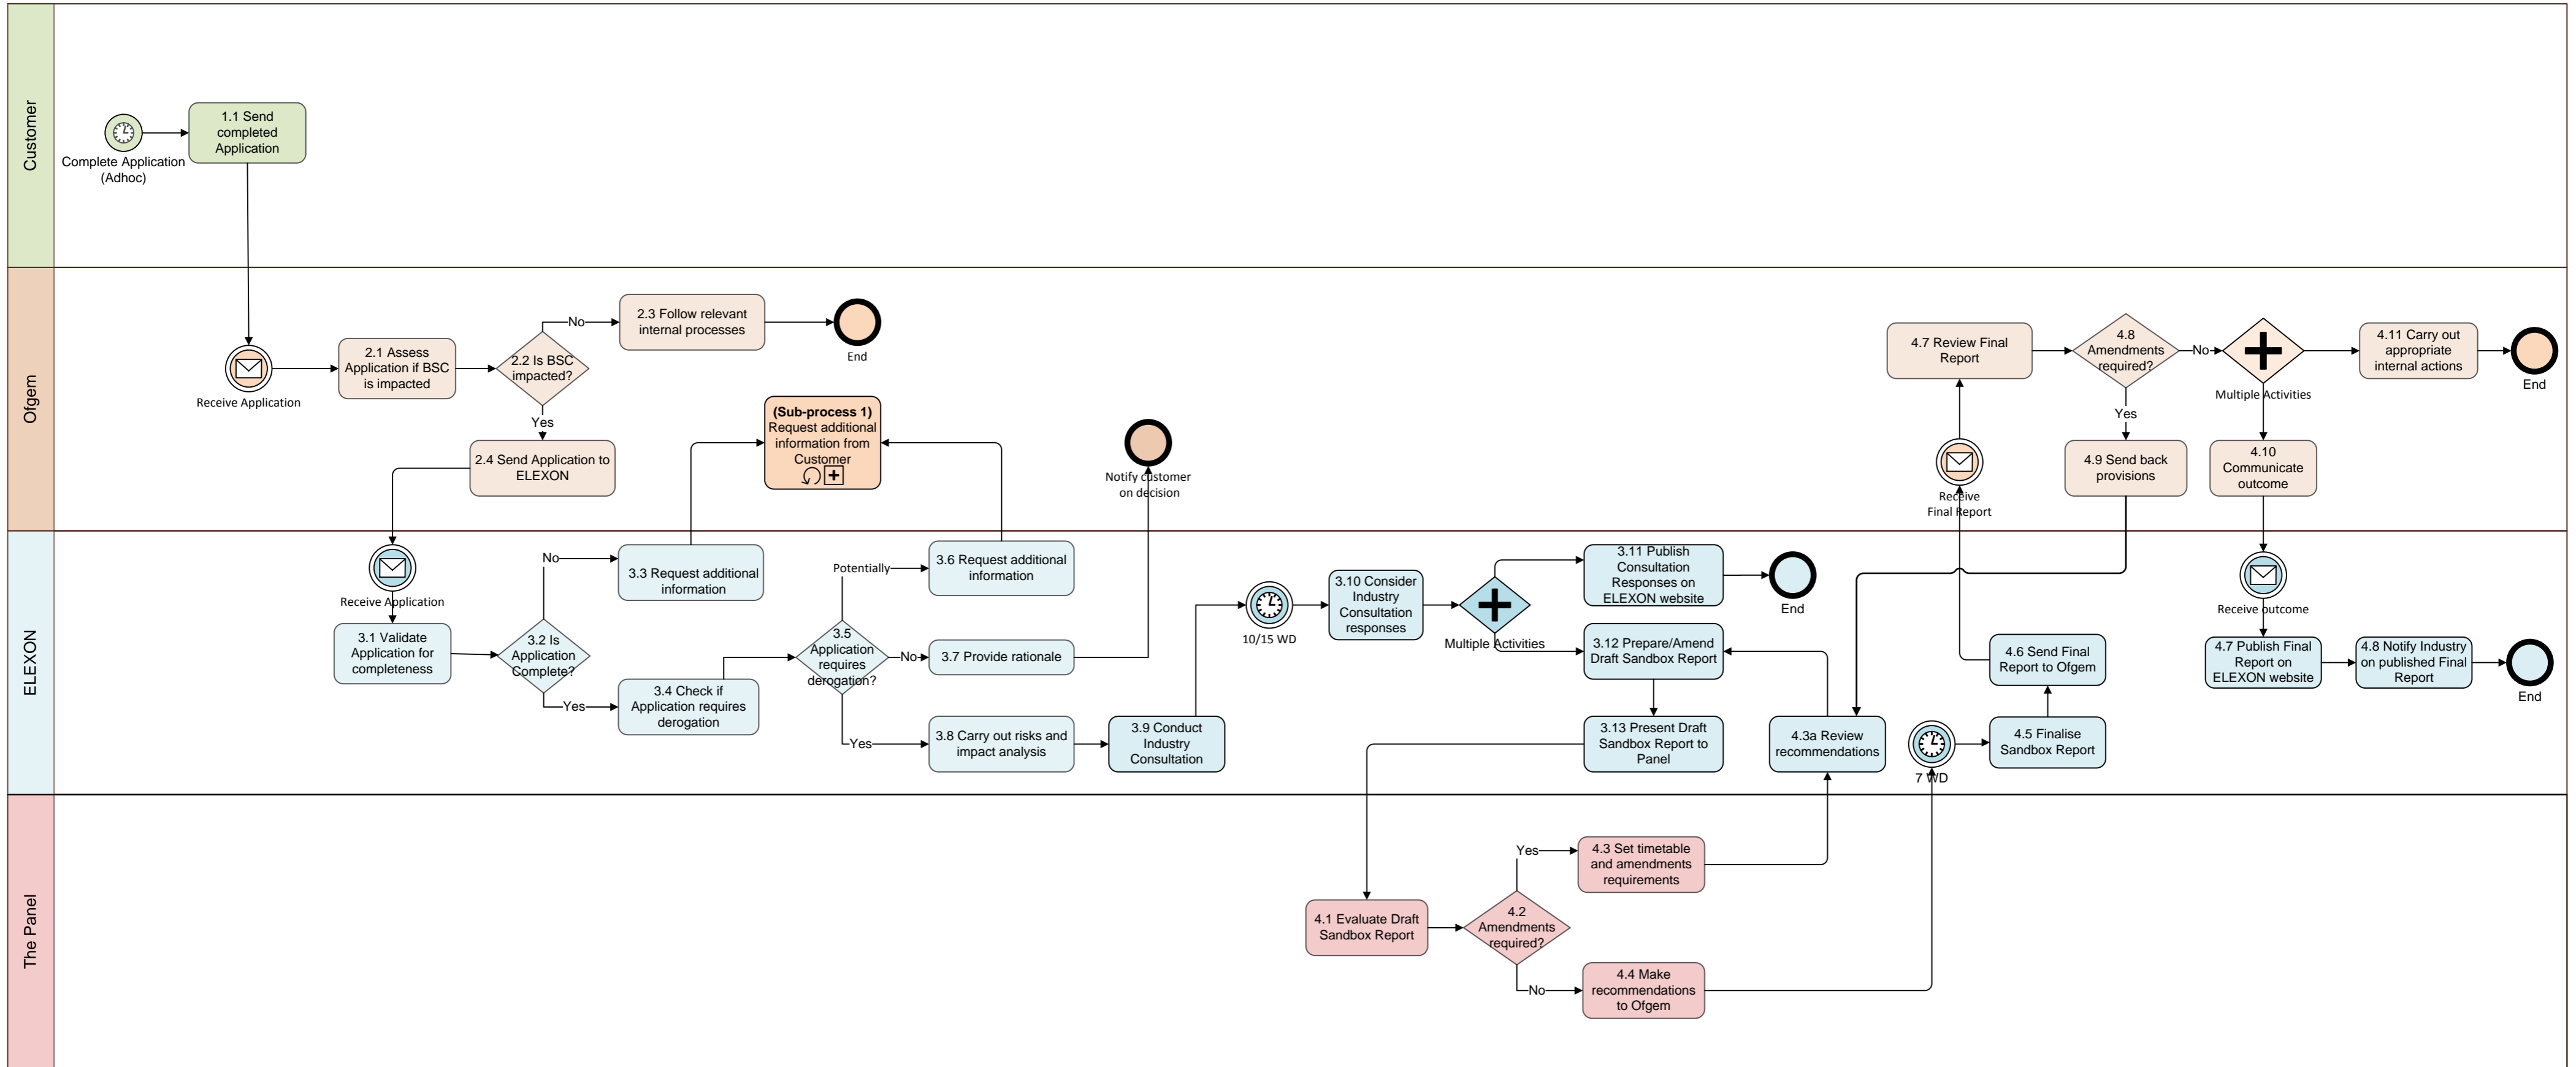 Customer
Complete Application
(Adhoc)
1.1 Send
completed
Application
Ofgem
Receive Application
2.1 Assess
Application if BSC
is impacted
2.2 Is BSC
impacted?
No
2.3 Follow relevant
internal processes
End
Yes
2.4 Send Application to
ELEXON
(Sub-process 1)
Request additional
information from
Customer
Notify customer
on decision
Receive
Final Report
4.7 Review Final
Report
4.8
Amendments
required?
No
Yes
4.9 Send back
provisions
Multiple Activities
4.10
Communicate
outcome
4.11 Carry out
appropriate
internal actions
End
ELEXON
Receive Application
3.1 Validate
Application for
completeness
3.2 Is
Application
Complete?
No
3.3 Request additional
information
Yes
3.4 Check if
Application requires
derogation
3.5
Application
requires
derogation?
Potentially
3.6 Request additional
information
No
3.7 Provide rationale
Yes
3.8 Carry out risks and
impact analysis
3.9 Conduct
Industry
Consultation
10/15 WD
3.10 Consider
Industry
Consultation
responses
Multiple Activities
3.11 Publish
Consultation
Responses on
ELEXON website
End
3.12 Prepare/Amend
Draft Sandbox Report
3.13 Present Draft
Sandbox Report to
Panel
4.3a Review
recommendations
7 WD
4.5 Finalise
Sandbox Report
4.6 Send Final
Report to Ofgem
Receive outcome
4.7 Publish Final
Report on
ELEXON website
4.8 Notify Industry
on published Final
Report
End
The Panel
4.1 Evaluate Draft
Sandbox Report
4.2
Amendments
required?
Yes
4.3 Set timetable
and amendments
requirements
No
4.4 Make
recommendations
to Ofgem